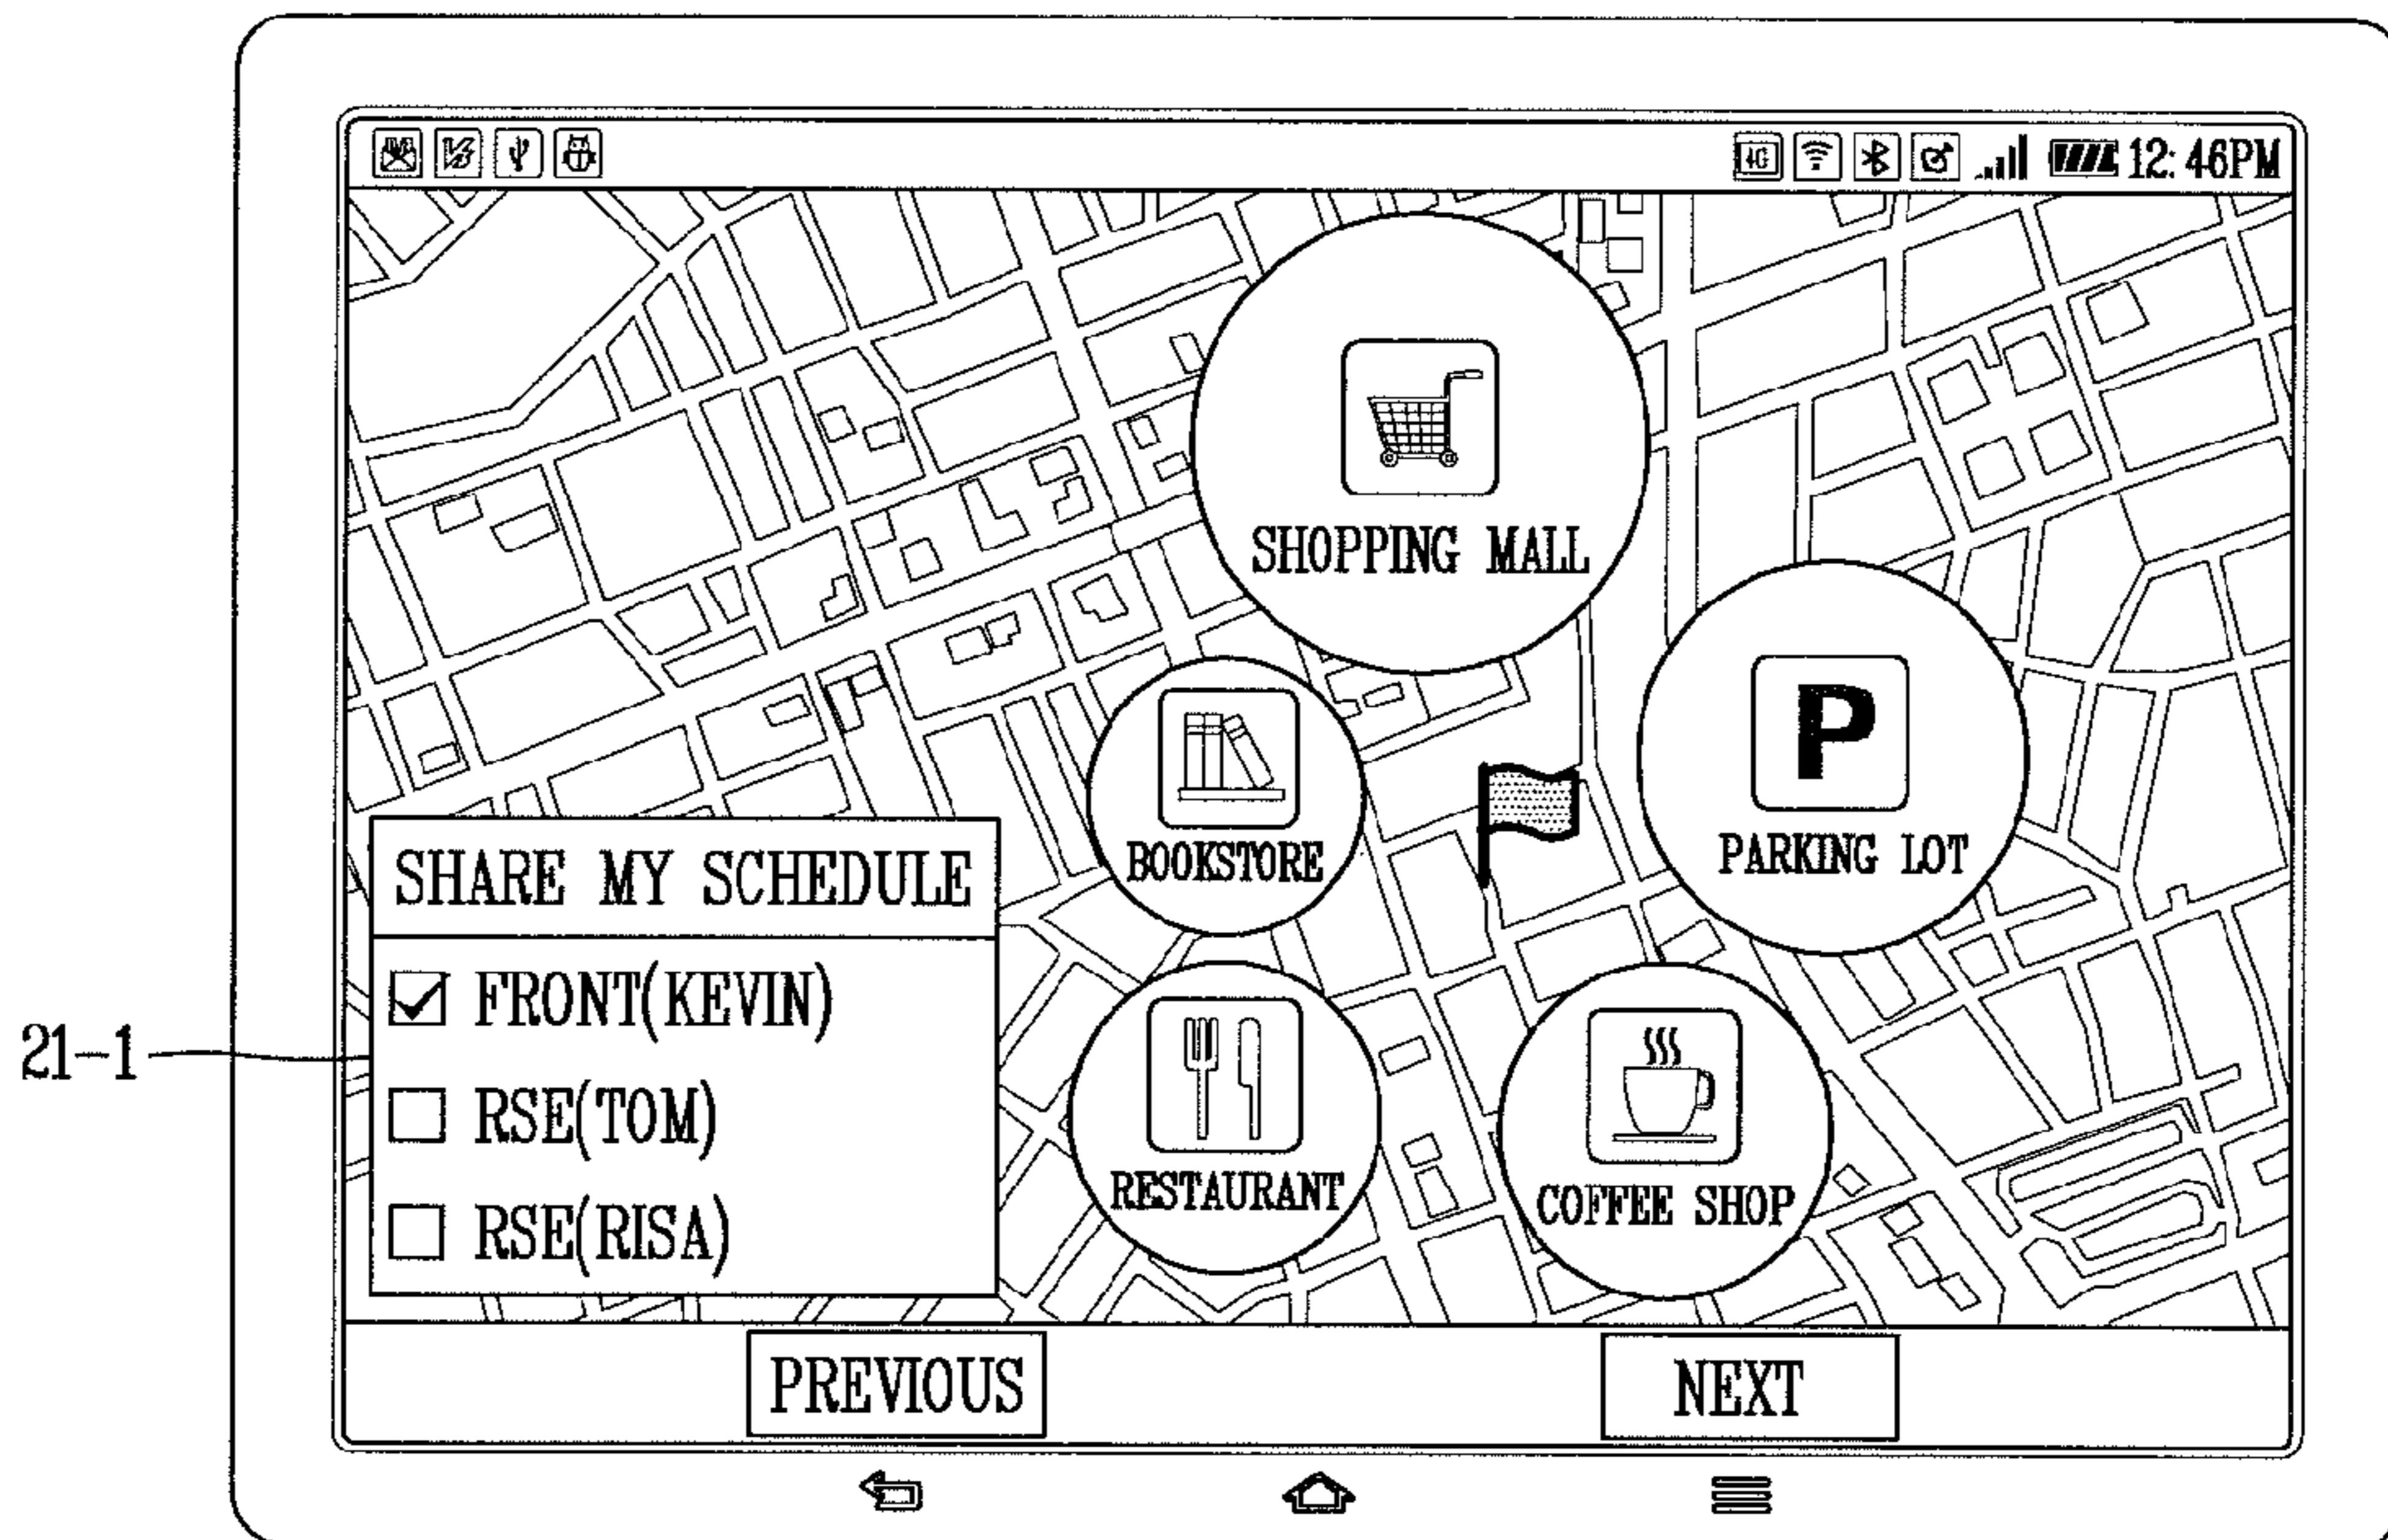 12:46PM
SHOPPING MALL
P
PARKING LOT
BOOKSTORE
SHARE MY SCHEDULE
FRONT(KEVIN)
RSE(TOM)
RSE(RISA)
21-1
RESTAURANT
COFFEE SHOP
PREVIOUS
NEXT